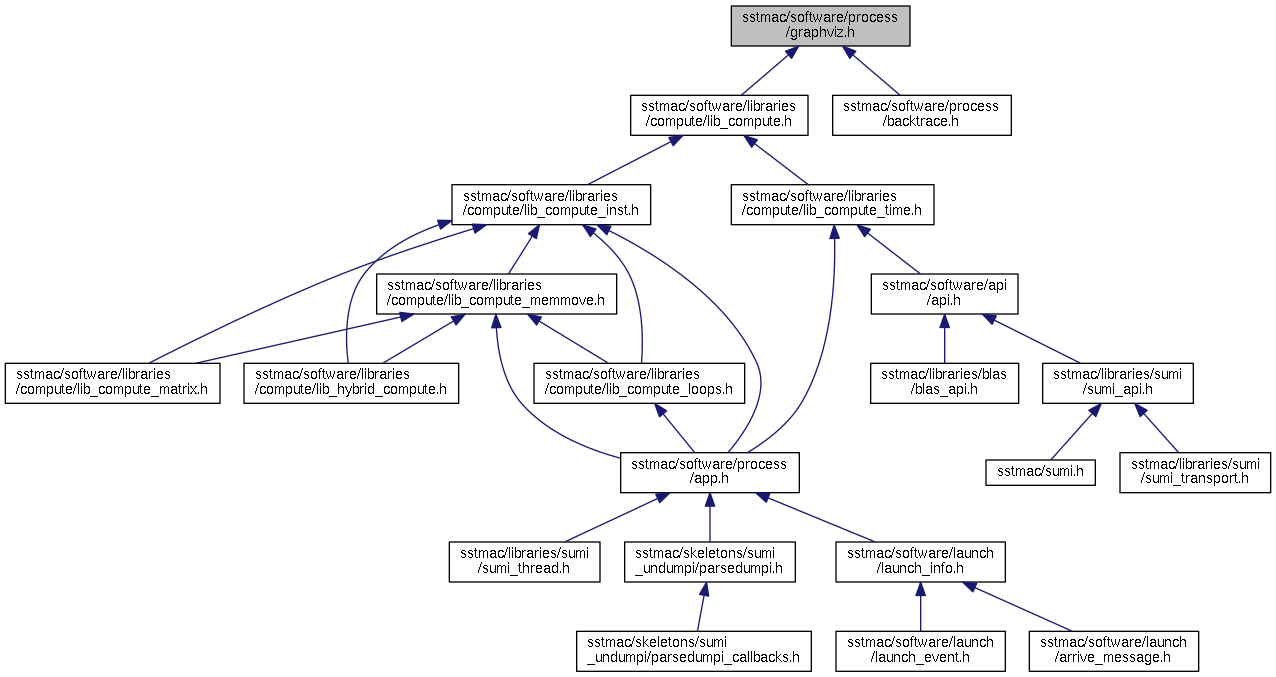 sstmac/software/process
/graphviz.h
sstmac/software/libraries
/compute/lib_compute.h
sstmac/software/process
/backtrace.h
sstmac/software/libraries
/compute/lib_compute_inst.h
sstmac/software/libraries
/compute/lib_compute_time.h
sstmac/software/libraries
/compute/lib_compute_memmove.h
sstmac/software/api
/api.h
sstmac/software/libraries
/compute/lib_compute_matrix.h
sstmac/software/libraries
/compute/lib_hybrid_compute.h
sstmac/software/libraries
/compute/lib_compute_loops.h
sstmac/libraries/blas
/blas_api.h
sstmac/libraries/sumi
/sumi_api.h
sstmac/software/process
/app.h
sstmac/sumi.h
sstmac/libraries/sumi
/sumi_transport.h
sstmac/libraries/sumi
/sumi_thread.h
sstmac/skeletons/sumi
_undumpi/parsedumpi.h
sstmac/software/launch
/launch_info.h
sstmac/skeletons/sumi
_undumpi/parsedumpi_callbacks.h
sstmac/software/launch
/launch_event.h
sstmac/software/launch
/arrive_message.h